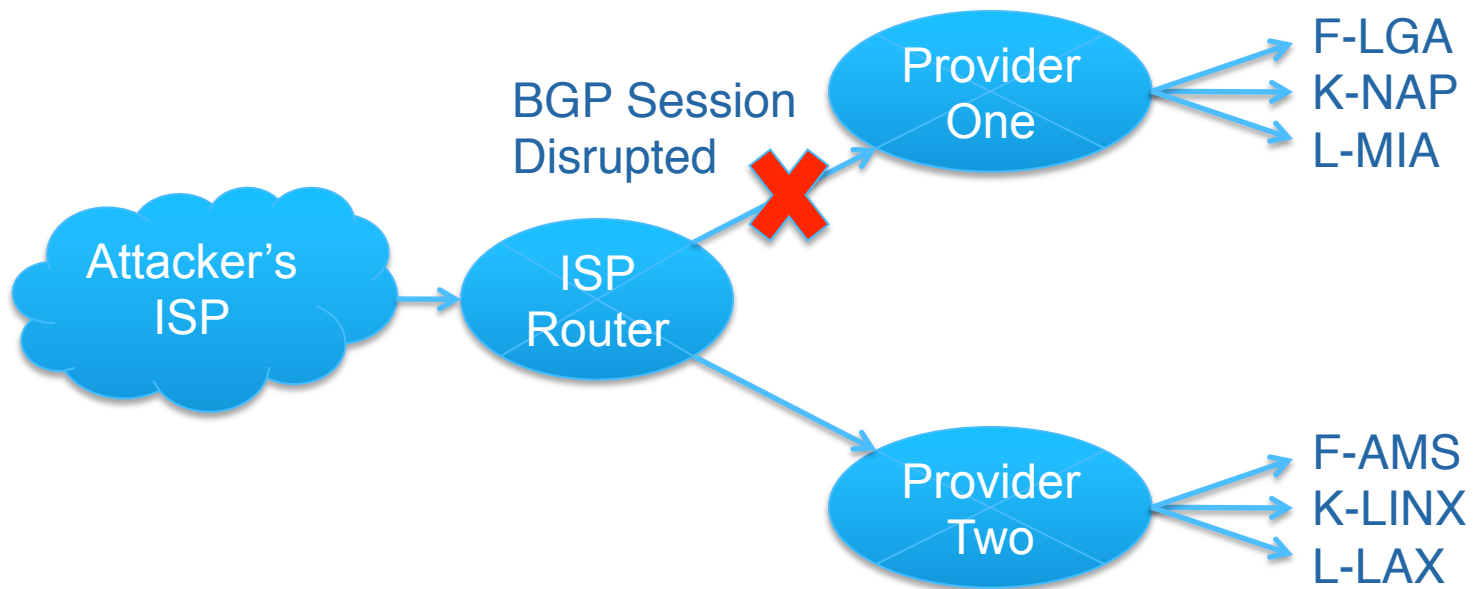 Attacker’s
ISP
ISP
Router
BGP Session
Disrupted
Provider
One
F-LGA
K-NAP
L-MIA
Provider
Two
F-AMS
K-LINX
L-LAX